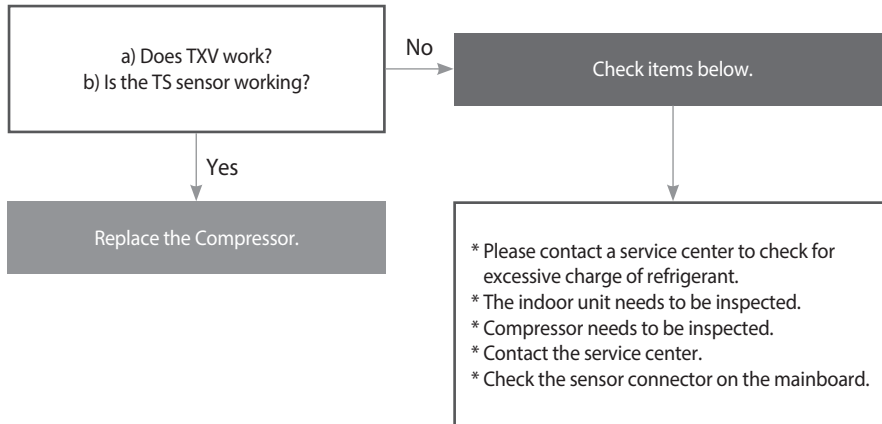 a) Does TXV work?
b) Is the TS sensor working?
No
Check items below.
Yes
Replace the Compressor.
* Please contact a service center to check for
excessive charge of refrigerant.
* The indoor unit needs to be inspected.
* Compressor needs to be inspected.
* Contact the service center.
* Check the sensor connector on the mainboard.